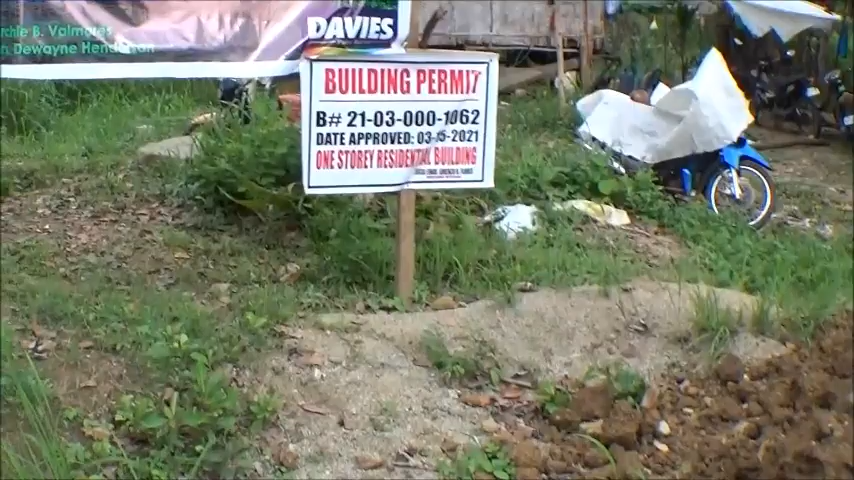 rchie B. Valmores
n Dewayne Henderson
DAVIES
BUILDING PERMIT
B# 21-03-000-1062
DATE APPROVED: 03-15-2021
ONE STOREY RESIDENTIAL BUILDING